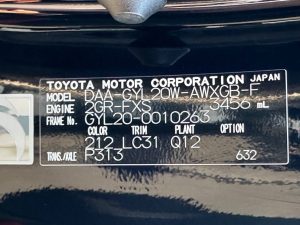 TOYOTA MOTOR CORPORATION JAPAN
MODEL DAA-GYL20W-AWXGB-F
ENGINE 2GR-FXS 3456 mL
FRAME No. GYL20-0010263
COLOR TRIM PLANT OPTION
212 LC31 Q12
TRANS./AXLE P313 632